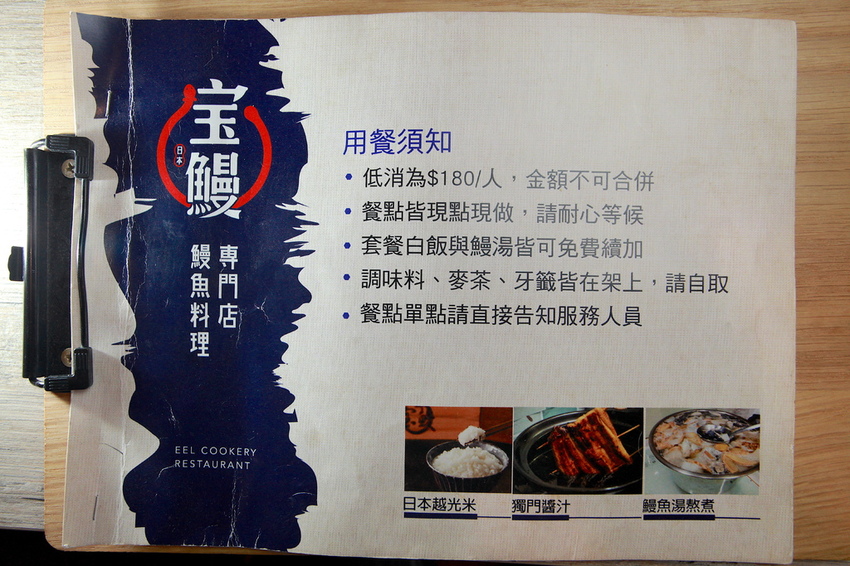 宝鰻
日本
專門店
鰻魚料理
EEL COOKERY
RESTAURANT
用餐須知
• 低消為$180/人，金額不可合併
• 餐點皆現點現做，請耐心等候
• 套餐白飯與鰻湯皆可免費續加
• 調味料、麥茶、牙籤皆在架上，請自取
• 餐點單點請直接告知服務人員
日本越光米
獨門醬汁
鰻魚湯熬煮